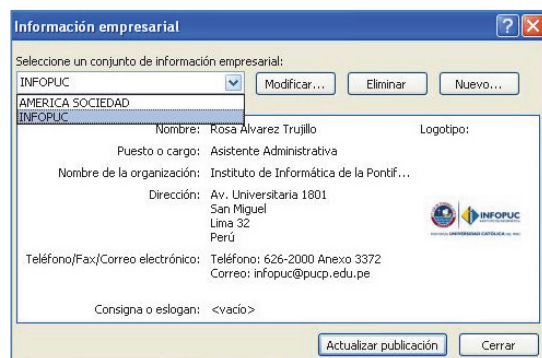 Información empresarial
Seleccione un conjunto de información empresarial:
INFOPUC
Modificar...
Eliminar
Nuevo...
AMERICA SOCIEDAD
INFOPUC
Nombre: Rosa Alvarez Trujillo
Logotipo:
Puesto o cargo: Asistente Administrativa
Nombre de la organización: Instituto de Informática de la Pontif...
Dirección: Av. Universitaria 1801
San Miguel
Lima 32
Perú
INFOPUC
UNIVERSIDAD CATÓLICA
Teléfono/Fax/Correo electrónico: Teléfono: 626-2000 Anexo 3372
Correo: infopuc@pucp.edu.pe
Consigna o eslogan: <vacío>
Actualizar publicación
Cerrar